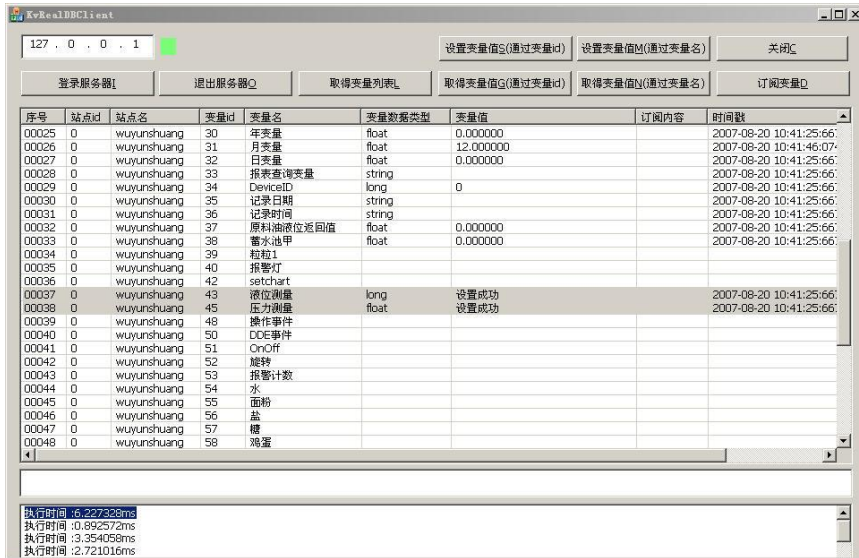 KvRealDBClient
127 . 0 . 0 . 1
设置变量值S(通过变量id) 设置变量值M(通过变量名) 关闭C
登录服务器I 退出服务器O 取得变量列表L 取得变量值G(通过变量id) 取得变量值N(通过变量名) 订阅变量D
序号 站点id 站点名 变量id 变量名 变量数据类型 变量值 订阅内容 时间戳
00025 0 wuyunshuang 30 年变量 float 0.000000 2007-08-20 10:41:25:667
00026 0 wuyunshuang 31 月变量 float 12.000000 2007-08-20 10:41:46:074
00027 0 wuyunshuang 32 日变量 float 0.000000 2007-08-20 10:41:25:667
00028 0 wuyunshuang 33 报表查询变量 string 2007-08-20 10:41:25:667
00029 0 wuyunshuang 34 DeviceID long 0 2007-08-20 10:41:25:667
00030 0 wuyunshuang 35 记录日期 string 2007-08-20 10:41:25:667
00031 0 wuyunshuang 36 记录时间 string 2007-08-20 10:41:25:667
00032 0 wuyunshuang 37 原料油液位返回值 float 0.000000 2007-08-20 10:41:25:667
00033 0 wuyunshuang 38 蓄水池甲 float 0.000000 2007-08-20 10:41:25:667
00034 0 wuyunshuang 39 粒粒1
00035 0 wuyunshuang 40 报警灯
00036 0 wuyunshuang 42 setchart
00037 0 wuyunshuang 43 液位测量 long 设置成功 2007-08-20 10:41:25:667
00038 0 wuyunshuang 45 压力测量 float 设置成功 2007-08-20 10:41:25:667
00039 0 wuyunshuang 48 操作事件
00040 0 wuyunshuang 50 DDE事件
00041 0 wuyunshuang 51 OnOff
00042 0 wuyunshuang 52 旋转
00043 0 wuyunshuang 53 报警计数
00044 0 wuyunshuang 54 水
00045 0 wuyunshuang 55 面粉
00046 0 wuyunshuang 56 盐
00047 0 wuyunshuang 57 糖
00048 0 wuyunshuang 58 鸡蛋
执行时间 :6.227328ms
执行时间 :0.892572ms
执行时间 :3.354058ms
执行时间 :2.721016ms